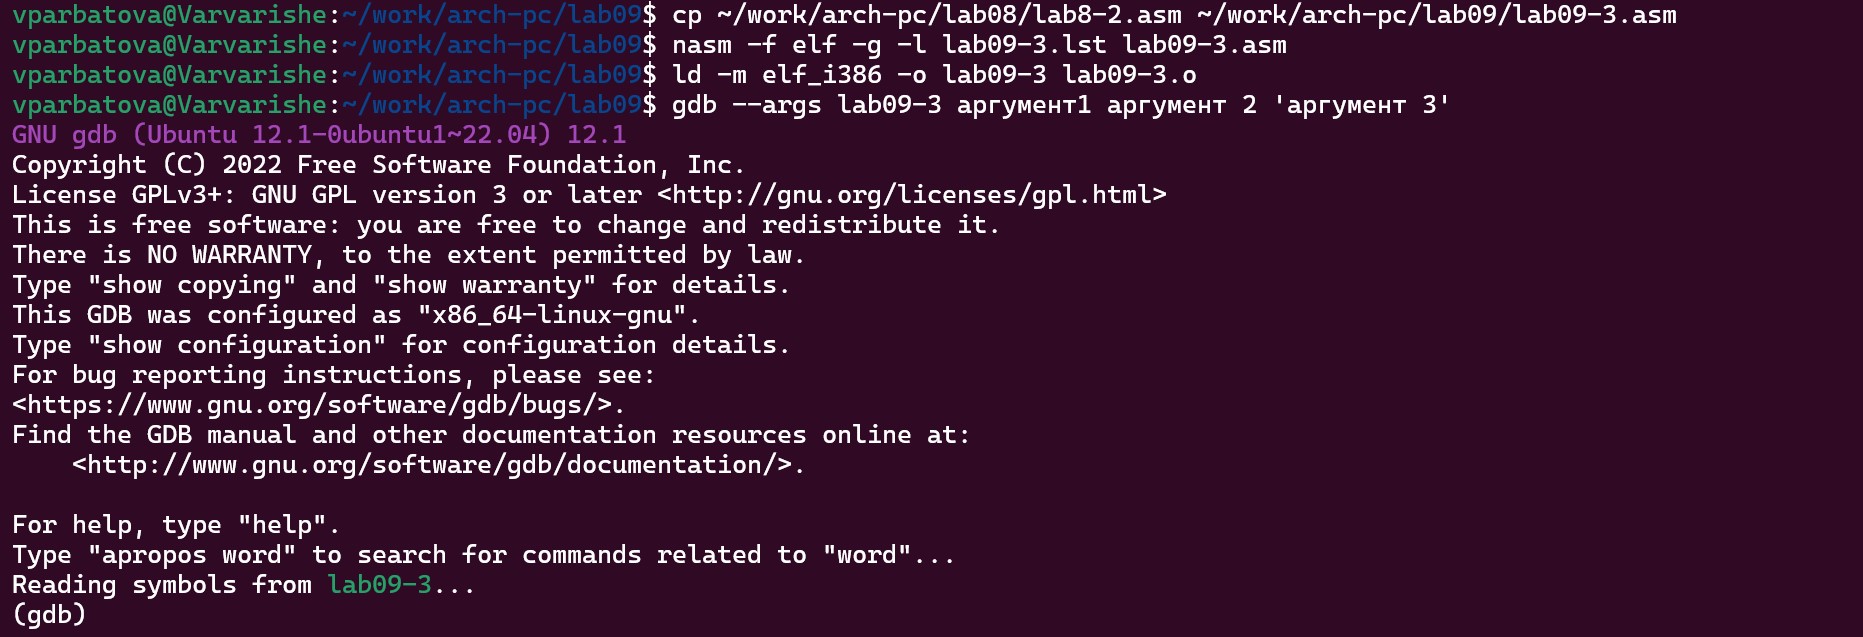 vparbatova@Varvarishe:~/work/arch-pc/lab09$ cp ~/work/arch-pc/lab08/lab8-2.asm ~/work/arch-pc/lab09/lab09-3.asm
vparbatova@Varvarishe:~/work/arch-pc/lab09$ nasm -f elf -g -l lab09-3.lst lab09-3.asm
vparbatova@Varvarishe:~/work/arch-pc/lab09$ ld -m elf_i386 -o lab09-3 lab09-3.o
vparbatova@Varvarishe:~/work/arch-pc/lab09$ gdb --args lab09-3 аргумент1 аргумент 2 'аргумент 3'
GNU gdb (Ubuntu 12.1-0ubuntu1~22.04) 12.1
Copyright (C) 2022 Free Software Foundation, Inc.
License GPLv3+: GNU GPL version 3 or later <http://gnu.org/licenses/gpl.html>
This is free software: you are free to change and redistribute it.
There is NO WARRANTY, to the extent permitted by law.
Type "show copying" and "show warranty" for details.
This GDB was configured as "x86_64-linux-gnu".
Type "show configuration" for configuration details.
For bug reporting instructions, please see:
<https://www.gnu.org/software/gdb/bugs/>.
Find the GDB manual and other documentation resources online at:
    <http://www.gnu.org/software/gdb/documentation/>.

For help, type "help".
Type "apropos word" to search for commands related to "word"...
Reading symbols from lab09-3...
(gdb)